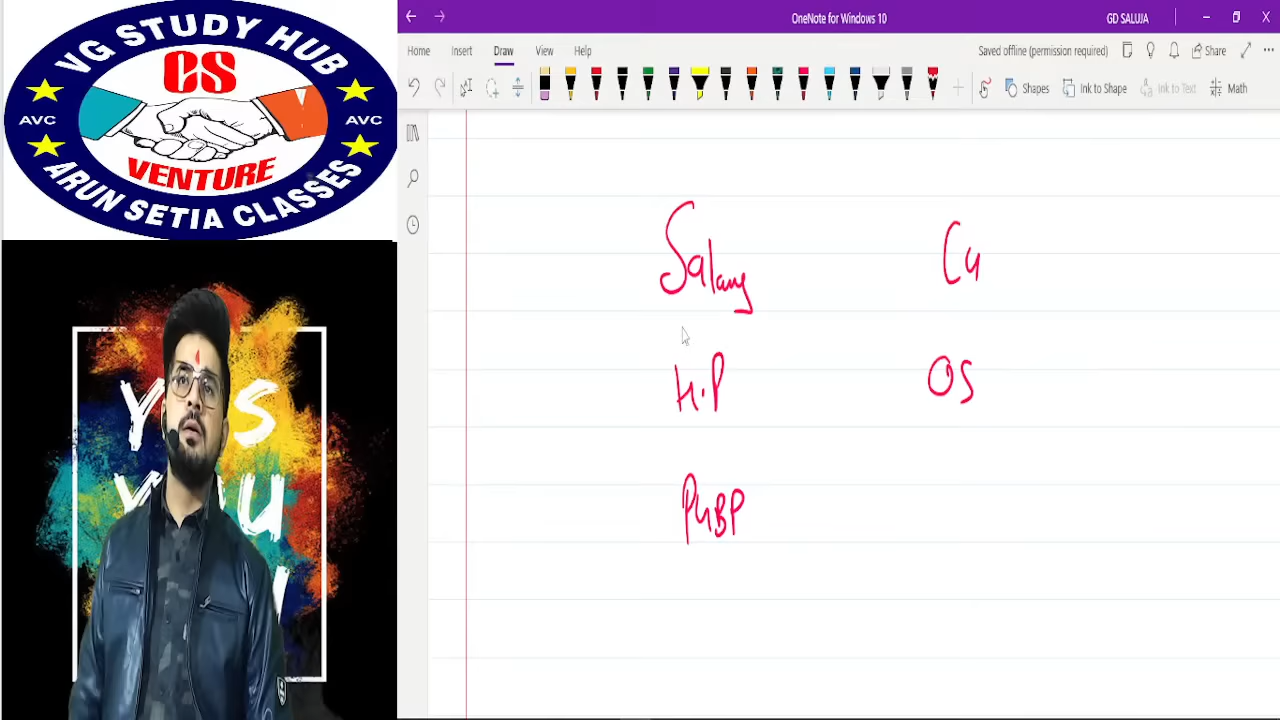 VG STUDY HUB
CS
AVC
AVC
VENTURE
ARUN SETIA CLASSES
YES
YOU
OneNote for Windows 10
GD SALUJA
Home Insert Draw View Help
Saved offline (permission required)
Share
Shapes
Ink to Shape
Ink to Text
Math
Salary
CG
H.P
OS
PGBP